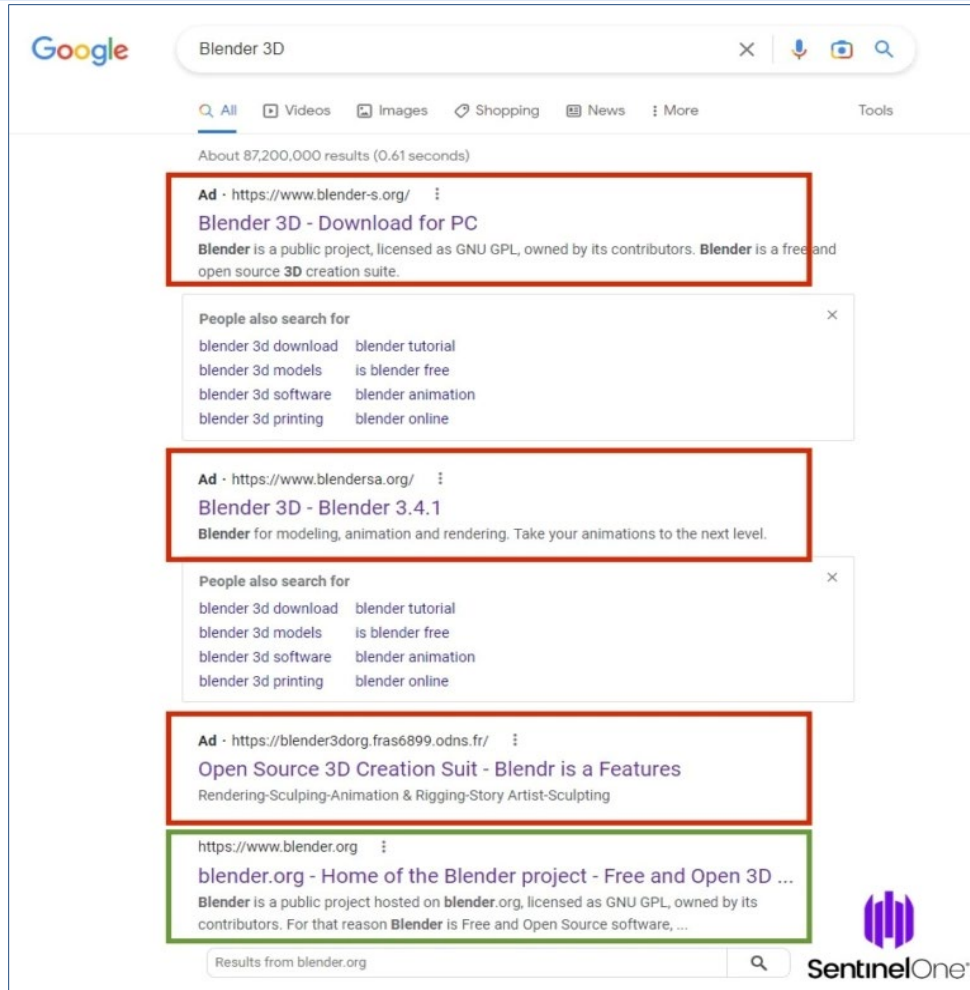 Google
Blender 3D
All Videos Images Shopping News More Tools
About 87,200,000 results (0.61 seconds)
Ad · https://www.blender-s.org/
Blender 3D - Download for PC
Blender is a public project, licensed as GNU GPL, owned by its contributors. Blender is a free and
open source 3D creation suite.
People also search for
blender 3d download blender tutorial
blender 3d models is blender free
blender 3d software blender animation
blender 3d printing blender online
Ad · https://www.blendersa.org/
Blender 3D - Blender 3.4.1
Blender for modeling, animation and rendering. Take your animations to the next level.
People also search for
blender 3d download blender tutorial
blender 3d models is blender free
blender 3d software blender animation
blender 3d printing blender online
Ad · https://blender3dorg.fras6899.odns.fr/
Open Source 3D Creation Suit - Blendr is a Features
Rendering-Sculping-Animation & Rigging-Story Artist-Sculpting
https://www.blender.org
blender.org - Home of the Blender project - Free and Open 3D ...
Blender is a public project hosted on blender.org, licensed as GNU GPL, owned by its
contributors. For that reason Blender is Free and Open Source software, ...
Results from blender.org
SentinelOne